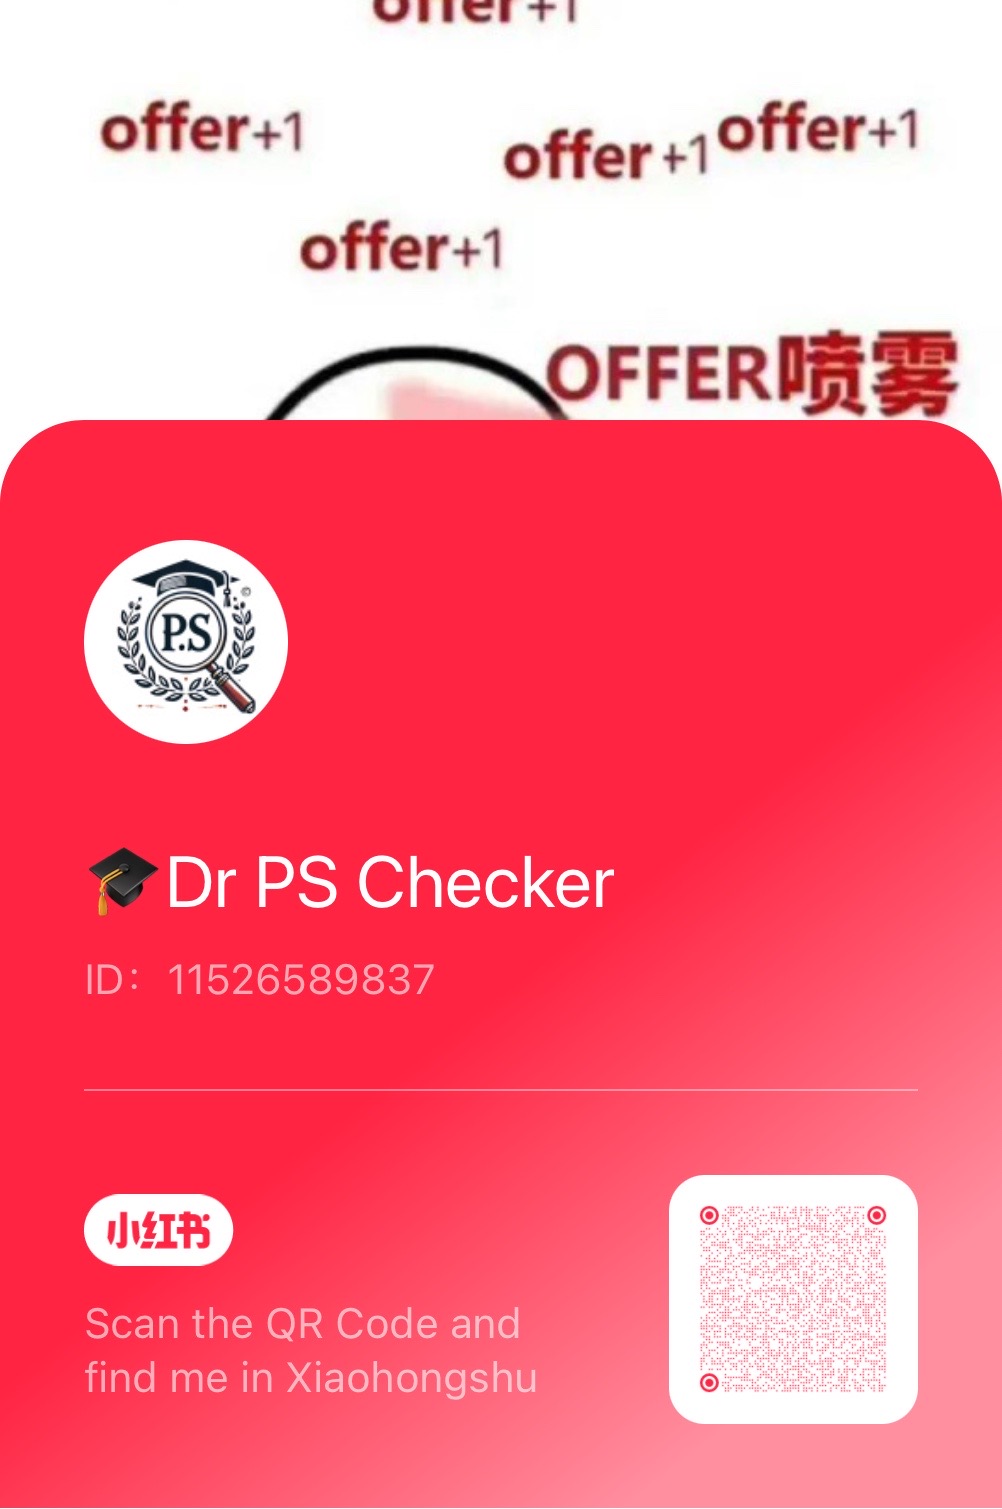 offer+1
offer+1
offer+1
offer+1
offer+1
OFFER喷雾
P.S
©
🎓Dr PS Checker
ID: 11526589837
小红书
Scan the QR Code and
find me in Xiaohongshu